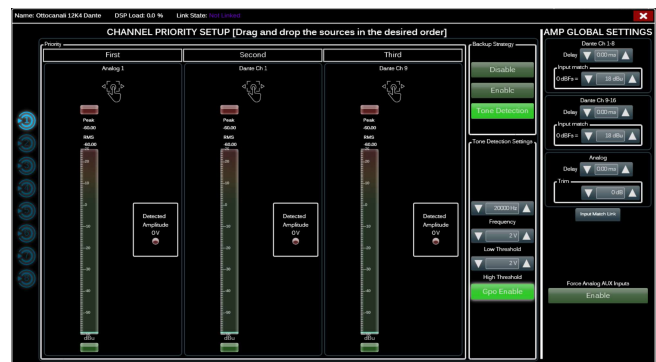 Name: Ottocanali 12K4 Dante DSP Load: 0.0 % Link State: Not Linked
CHANNEL PRIORITY SETUP [Drag and drop the sources in the desired order]
AMP GLOBAL SETTINGS
Priority
First Second Third
Analog 1 Dante Ch 1 Dante Ch 9
Peak Peak Peak
-60.00 -60.00 -60.00
RMS RMS RMS
-60.00 -60.00 -60.00
Detected Detected Detected
Amplitude Amplitude Amplitude
0 V 0 V 0 V
dBu dBu dBu
Backup Strategy
Disable
Enable
Tone Detection
Tone Detection Settings
20000 Hz
Frequency
2 V
Low Threshold
2 V
High Threshold
Gpo Enable
Dante Ch 1-8
Delay 0.00 ms
Input match
0 dBFs = 18 dBu
Dante Ch 9-16
Delay 0.00 ms
Input match
0 dBFs = 18 dBu
Analog
Delay 0.00 ms
Trim
0 dB
Input Match Link
Force Analog AUX Inputs
Enable